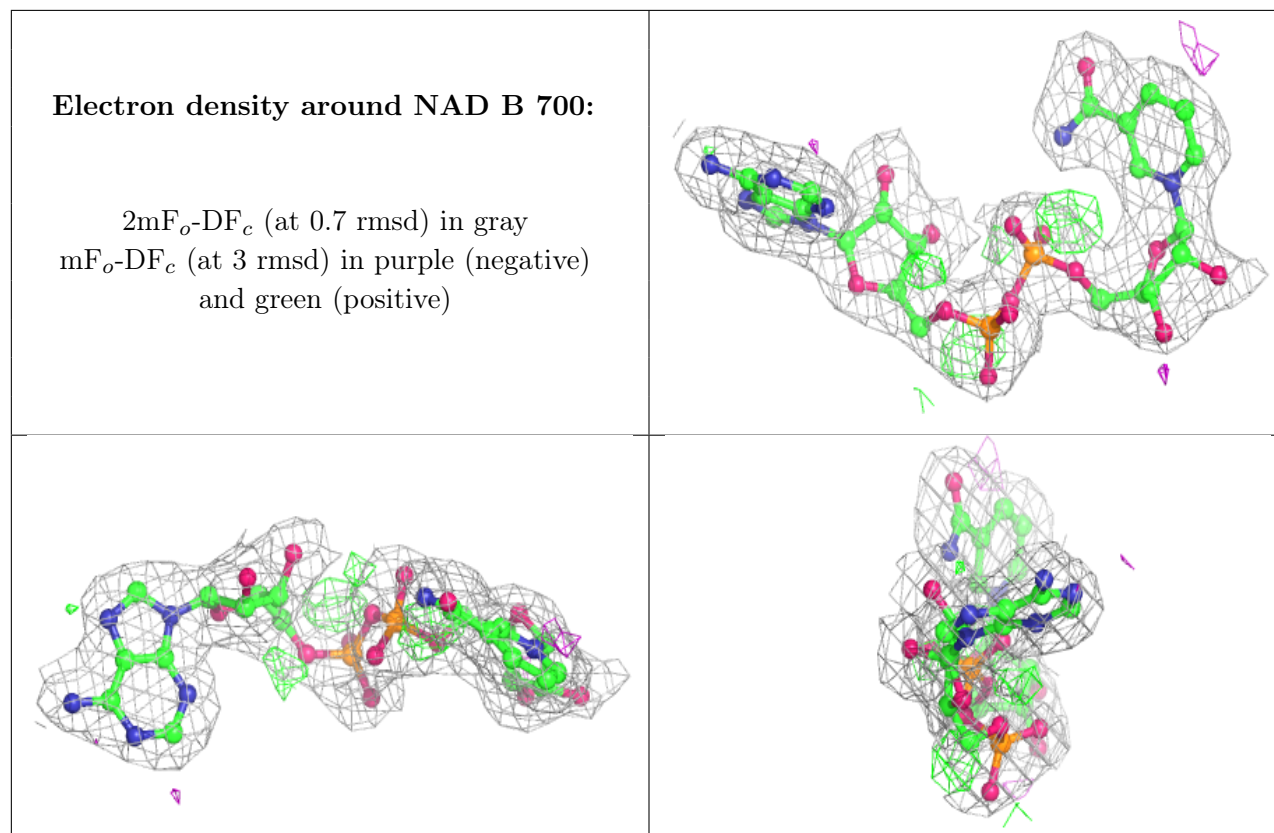 Electron density around NAD B 700:
2mFo-DFc (at 0.7 rmsd) in gray
mFo-DFc (at 3 rmsd) in purple (negative)
and green (positive)